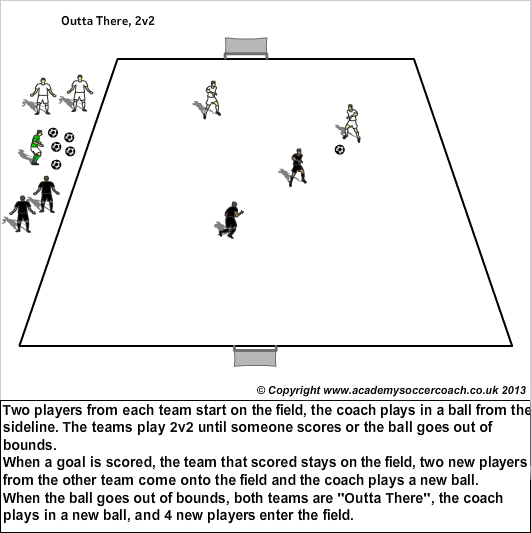 Outta There, 2v2
© Copyright www.academysoccercoach.co.uk 2013
Two players from each team start on the field, the coach plays in a ball from the
sideline. The teams play 2v2 until someone scores or the ball goes out of
bounds.
When a goal is scored, the team that scored stays on the field, two new players
from the other team come onto the field and the coach plays a new ball.
When the ball goes out of bounds, both teams are "Outta There", the coach
plays in a new ball, and 4 new players enter the field.